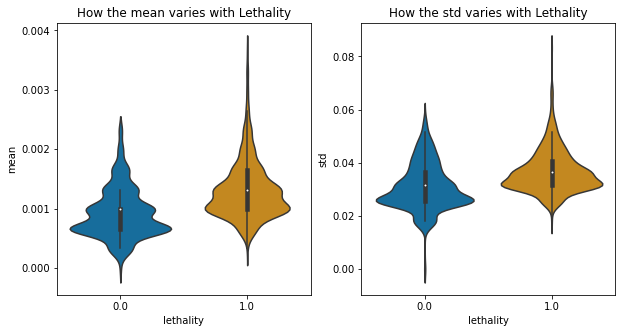 How the mean varies with Lethality
mean
0.004
0.003
0.002
0.001
0.000
0.0
1.0
lethality
How the std varies with Lethality
std
0.08
0.06
0.04
0.02
0.00
0.0
1.0
lethality